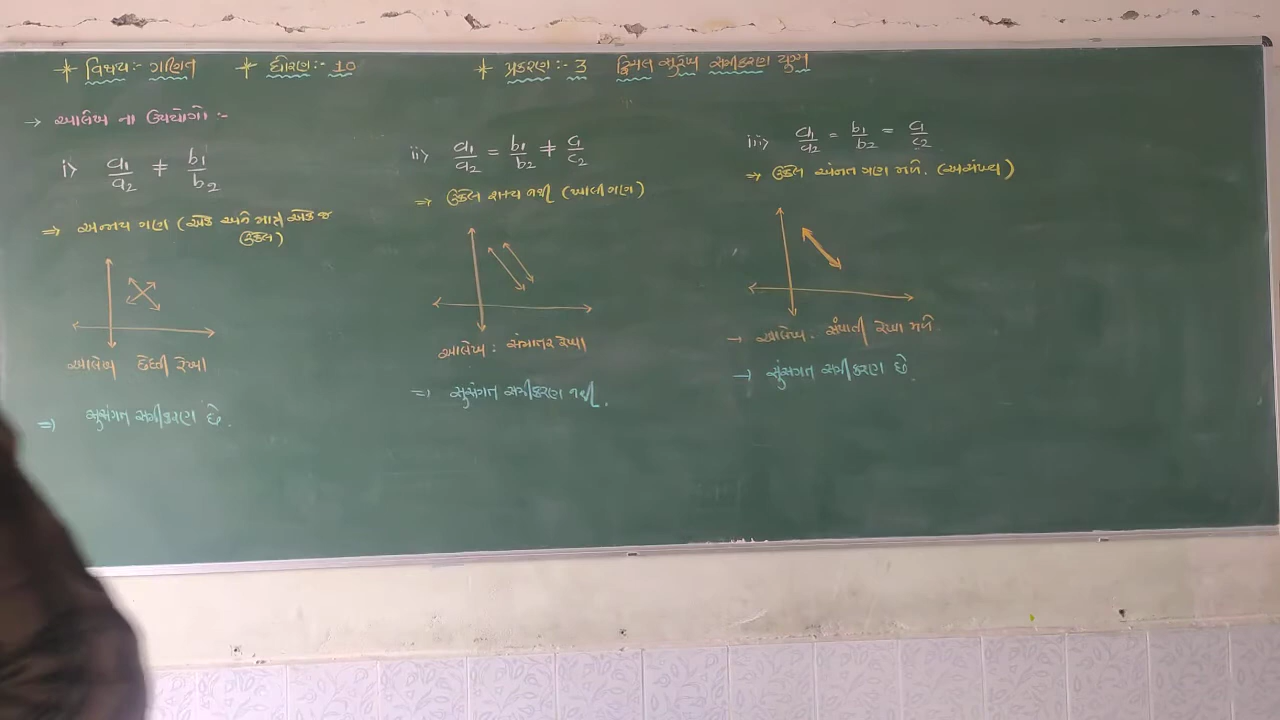 * વિષય:- ગણિત * ધોરણ:- 10 * પ્રકરણ:- 3 દ્વિચલ સુરેખ સમીકરણ યુગ્મ
→ આલેખ ના ઉપયોગો :-
i> a1/a2 ≠ b1/b2
⇒ અનન્ય ગણ (એક અને માત્ર એક જ
ઉકેલ)
આલેખ છેદતી રેખા
⇒ સુસંગત સમીકરણ છે.
ii> a1/a2 = b1/b2 ≠ c1/c2
⇒ ઉકેલ શક્ય નથી (ખાલી ગણ)
આલેખ : સમાંતર રેખા
⇒ સુસંગત સમીકરણ નથી.
iii> a1/a2 = b1/b2 = c1/c2
⇒ ઉકેલ અનંત ગણ મળે. (અસંખ્ય)
→ આલેખ. સંપાતી રેખા મળે.
→ સુસંગત સમીકરણ છે.